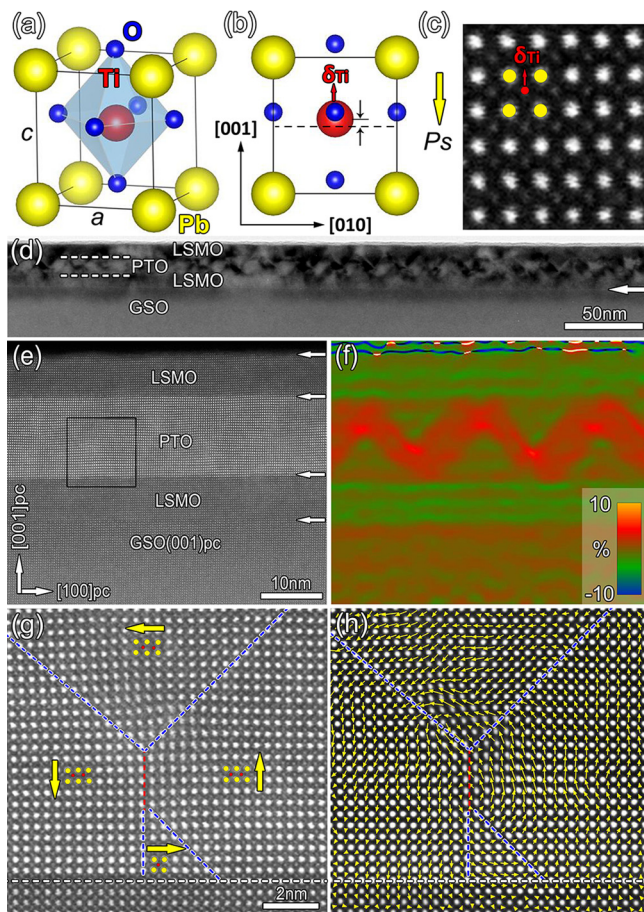 (a)
O
Ti
c
a
Pb
(b)
δTi
[001]
[010]
Ps
(c)
δTi
(d)
LSMO
PTO
LSMO
GSO
50nm
(e)
LSMO
PTO
LSMO
GSO(001)pc
[001]pc
[100]pc
10nm
(f)
10
%
-10
(g)
2nm
(h)